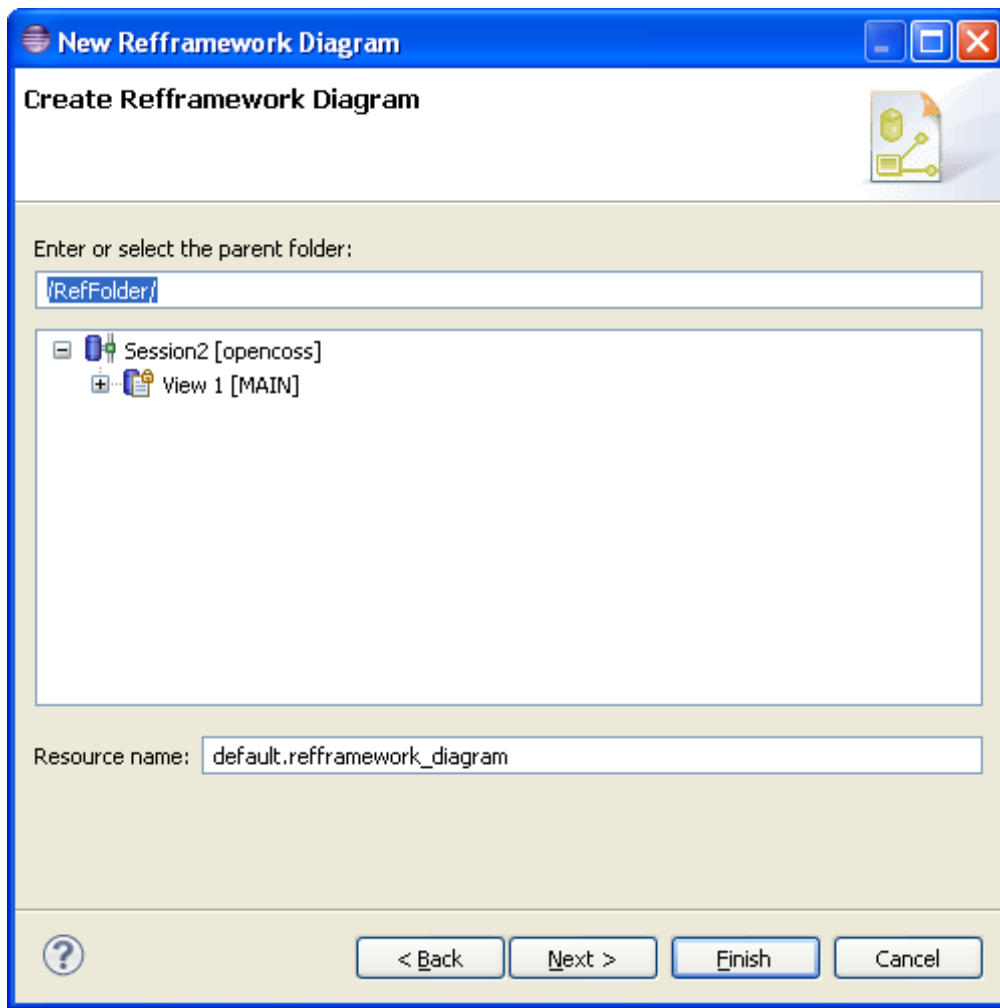 New Refframework Diagram
Create Refframework Diagram
Enter or select the parent folder:
/RefFolder/
Session2 [opencoss]
View 1 [MAIN]
Resource name: default.refframework_diagram
< Back Next > Finish Cancel